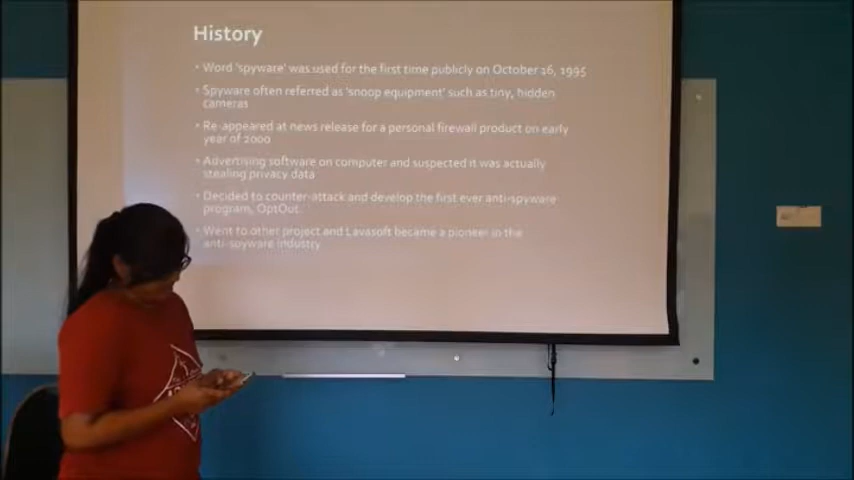 History
• Word 'spyware' was used for the first time publicly on October 16, 1995
• Spyware often referred as 'snoop equipment' such as tiny, hidden
cameras
• Re-appeared at news release for a personal firewall product on early
year of 2000
• Advertising software on computer and suspected it was actually
stealing privacy data
• Decided to counter-attack and develop the first ever anti-spyware
program, OptOut.
• Went to other project and Lavasoft became a pioneer in the
anti-spyware industry